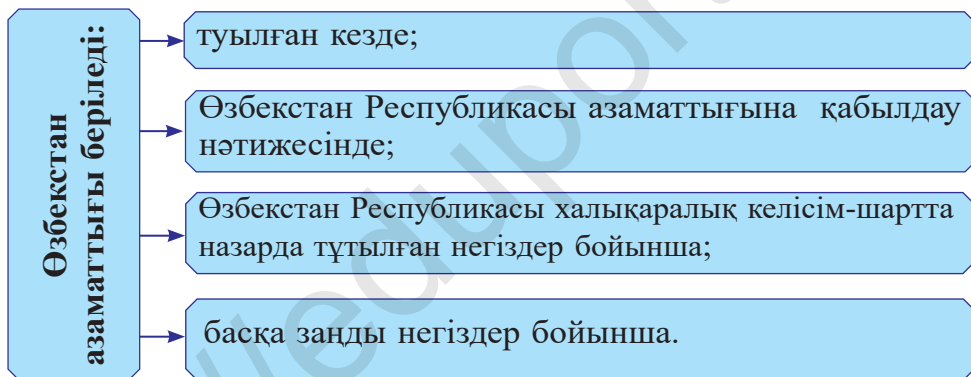 Өзбекстан
азаматтығы беріледі:
туылған кезде;
Өзбекстан Республикасы азаматтығына қабылдау
нәтижесінде;
Өзбекстан Республикасы халықаралық келісім-шартта
назарда тұтылған негіздер бойынша;
басқа заңды негіздер бойынша.
//eduport